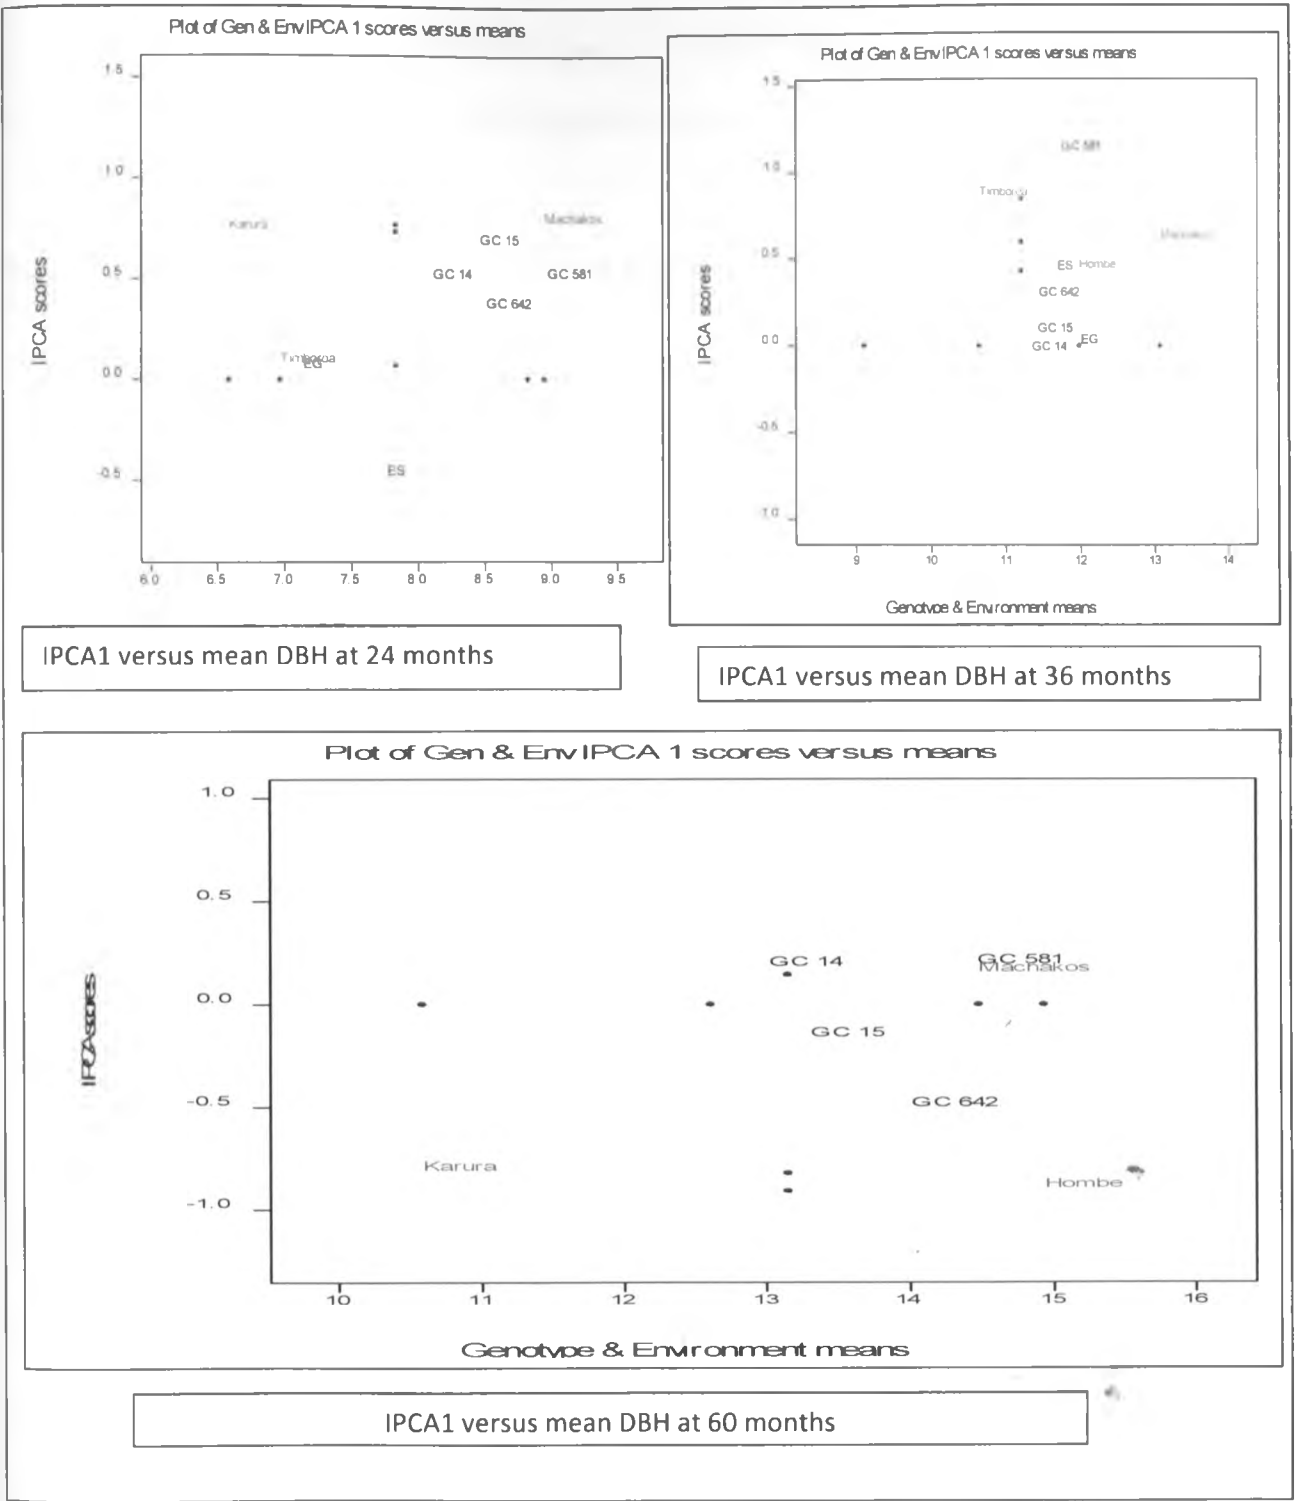 Plot of Gen & Env IPCA 1 scores versus means
1.5
1.0
0.5
0.0
-0.5
IPCA scores
Karura
Machakos
GC 15
GC 14
GC 581
GC 642
Timboroa
EG
ES
6.0 6.5 7.0 7.5 8.0 8.5 9.0 9.5
IPCA1 versus mean DBH at 24 months
Plot of Gen & Env IPCA 1 scores versus means
1.5
1.0
0.5
0.0
-0.5
1.0
IPCA scores
GC 581
ES Hombe
GC 642
GC 15
GC 14
EG
9 10 11 12 13 14
Genotype & Environment means
IPCA1 versus mean DBH at 36 months
Plot of Gen & Env IPCA 1 scores versus means
1.0
0.5
0.0
-0.5
-1.0
IPCA scores
GC 14
GC 581
Machakos
GC 15
GC 642
Karura
Hombe
10 11 12 13 14 15 16
Genotype & Environment means
IPCA1 versus mean DBH at 60 months